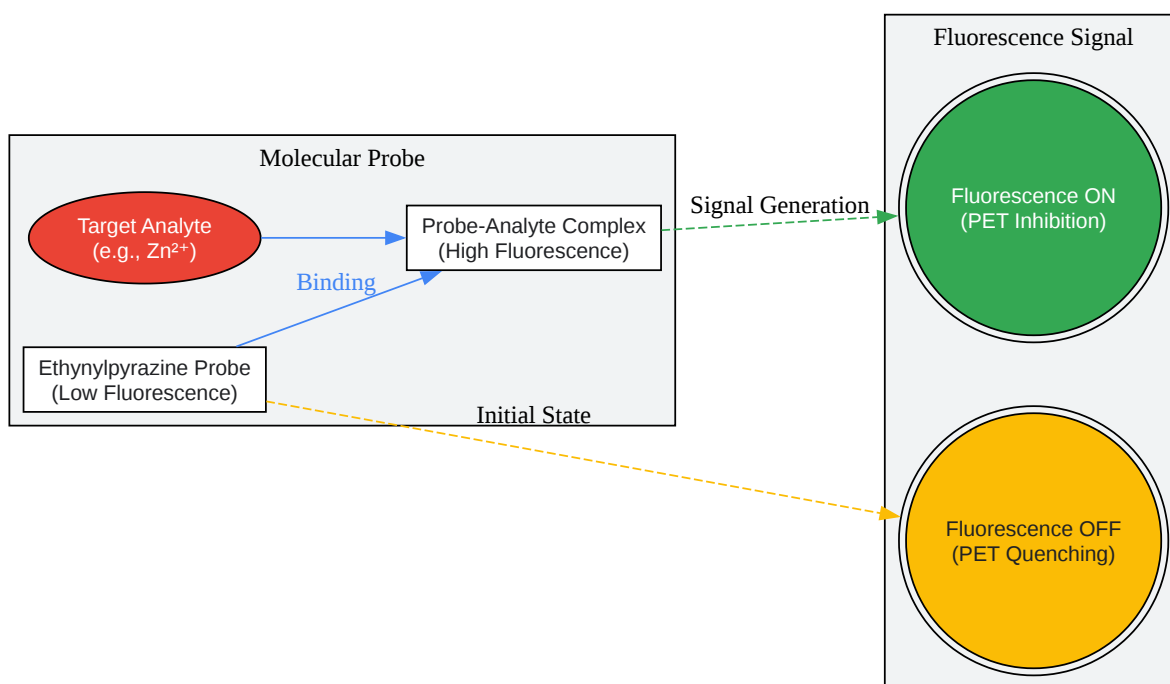 Fluorescence Signal
Molecular Probe
Target Analyte
(e.g., Zn²⁺)
Probe-Analyte Complex
(High Fluorescence)
Signal Generation
Fluorescence ON
(PET Inhibition)
Binding
Ethynylpyrazine Probe
(Low Fluorescence)
Initial State
Fluorescence OFF
(PET Quenching)